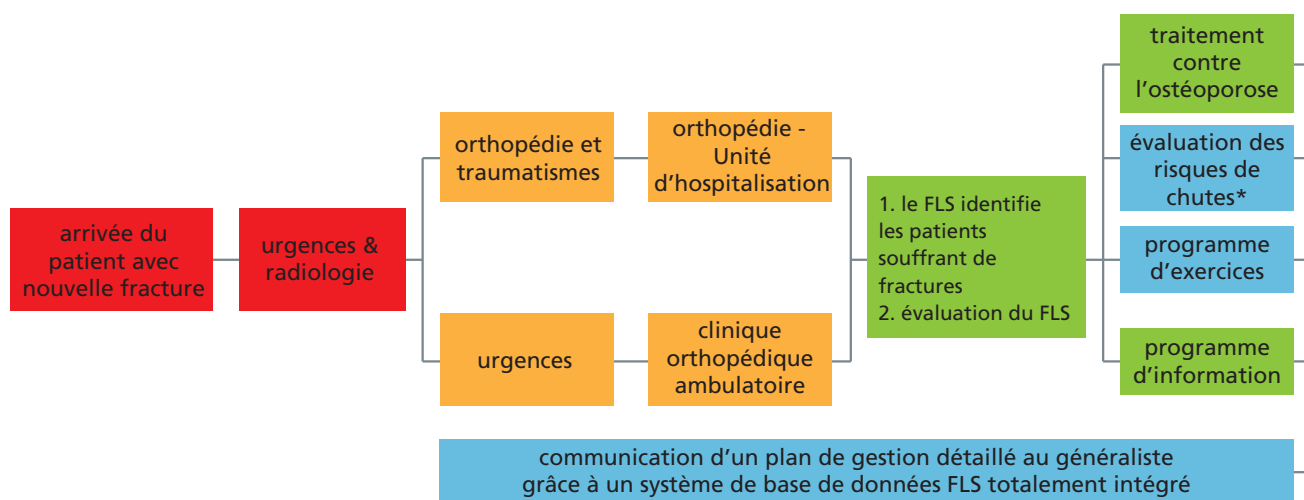 arrivée du
patient avec
nouvelle fracture
urgences &
radiologie
orthopédie et
traumatismes
orthopédie -
Unité
d'hospitalisation
urgences
clinique
orthopédique
ambulatoire
1. le FLS identifie
les patients
souffrant de
fractures
2. évaluation du FLS
traitement
contre
l'ostéoporose
évaluation des
risques de
chutes*
programme
d'exercices
programme
d'information
communication d'un plan de gestion détaillé au généraliste
grâce à un système de base de données FLS totalement intégré